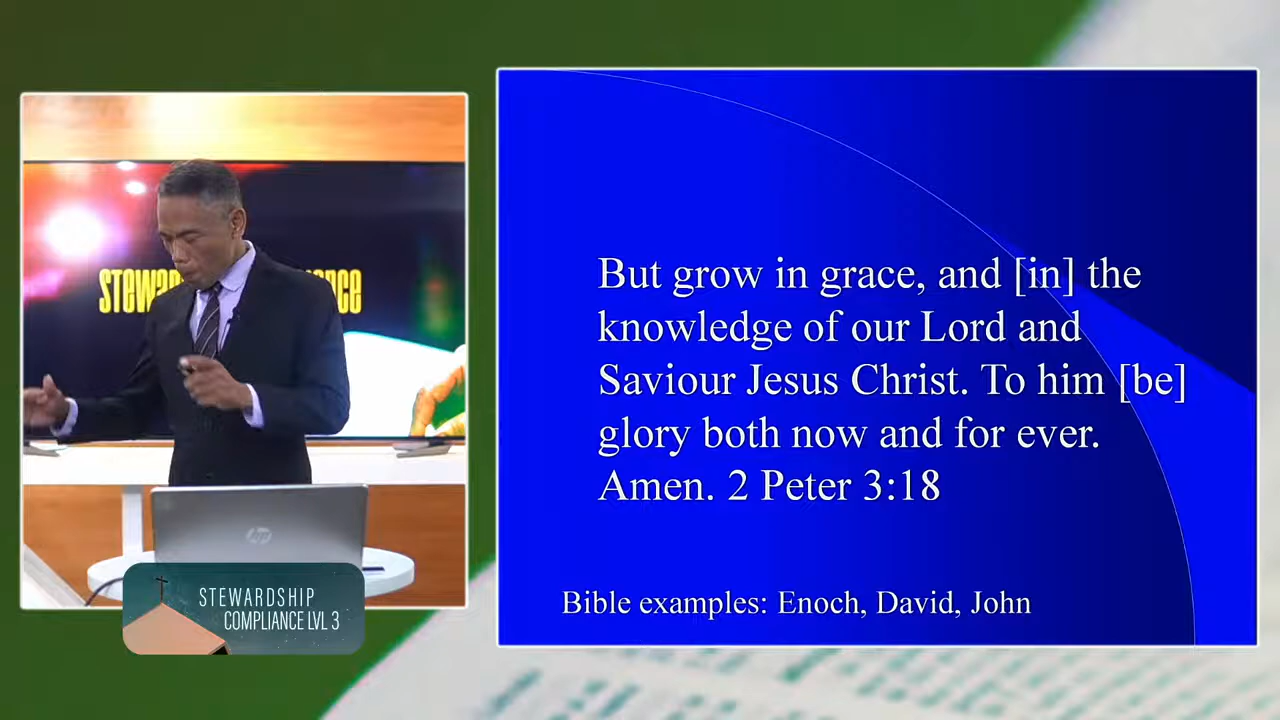 But grow in grace, and [in] the
knowledge of our Lord and
Saviour Jesus Christ. To him [be]
glory both now and for ever.
Amen. 2 Peter 3:18
Bible examples: Enoch, David, John
STEWARDSHIP
COMPLIANCE LVL 3
hp